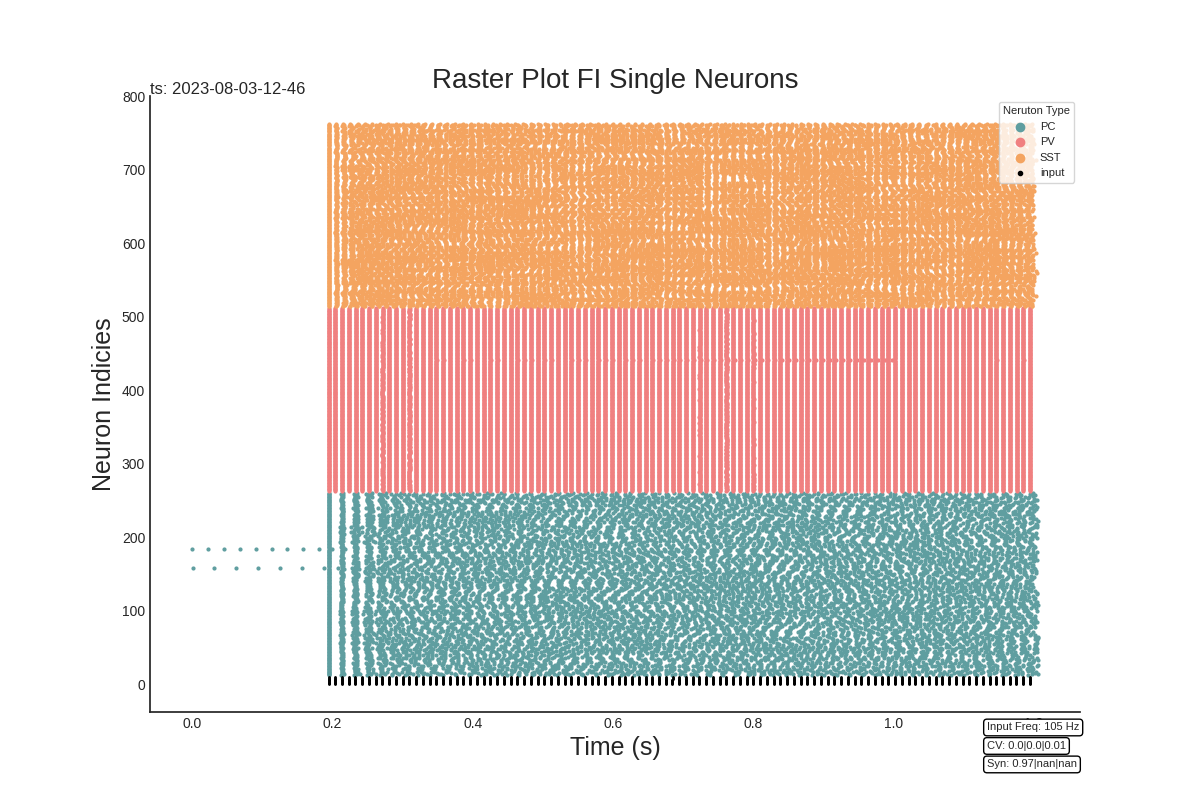 Raster Plot FI Single Neurons
ts: 2023-08-03-12-46
Neruton Type
PC
PV
SST
input
Neuron Indicies
800
700
600
500
400
300
200
100
0
0.0 0.2 0.4 0.6 0.8 1.0
Time (s)
Input Freq: 105 Hz
CV: 0.0|0.0|0.01
Syn: 0.97|nan|nan